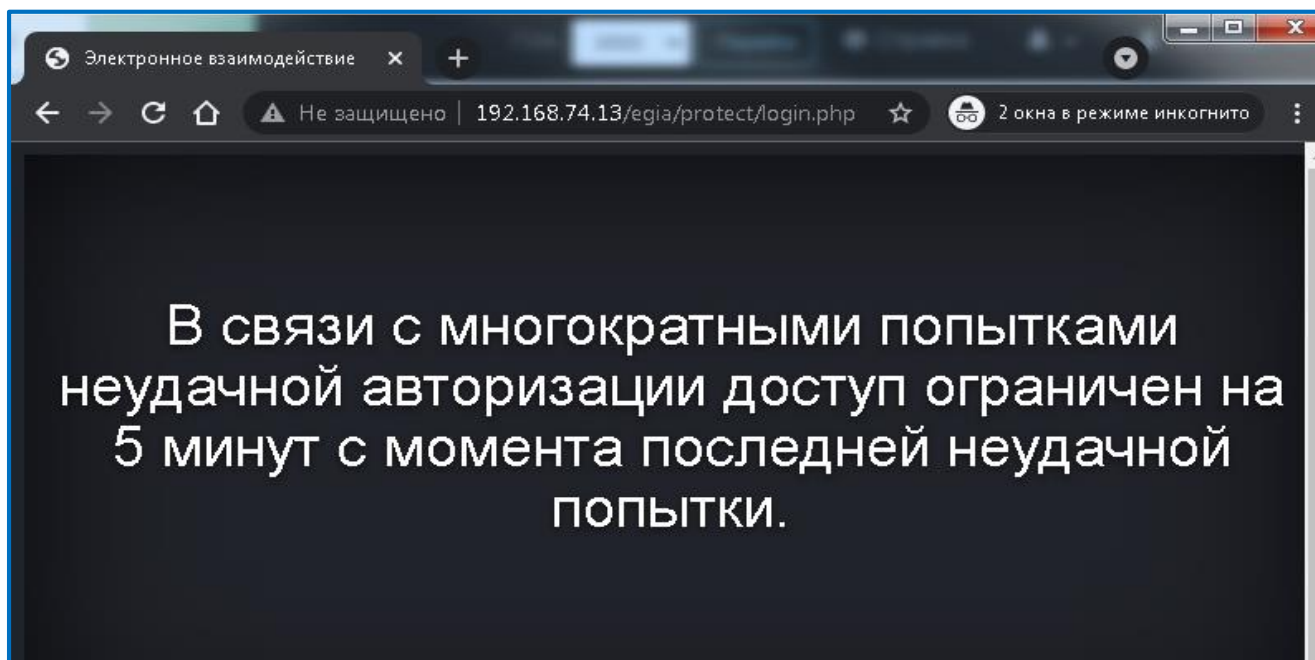 Электронное взаимодействие
Не защищено | 192.168.74.13/egia/protect/login.php
2 окна в режиме инкогнито
В связи с многократными попытками
неудачной авторизации доступ ограничен на
5 минут с момента последней неудачной
попытки.